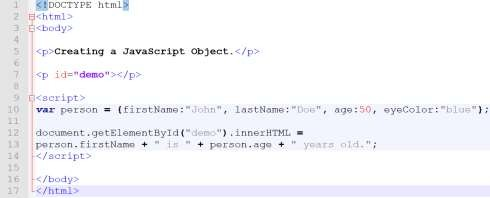 1 <!DOCTYPE html>
2 <html>
3 <body>
4
5 <p>Creating a JavaScript Object.</p>
6
7 <p id="demo"></p>
8
9 <script>
10 var person = {firstName:"John", lastName:"Doe", age:50, eyeColor:"blue"};
11
12 document.getElementById("demo").innerHTML =
13 person.firstName + " is " + person.age + " years old.";
14 </script>
15
16 </body>
17 </html>